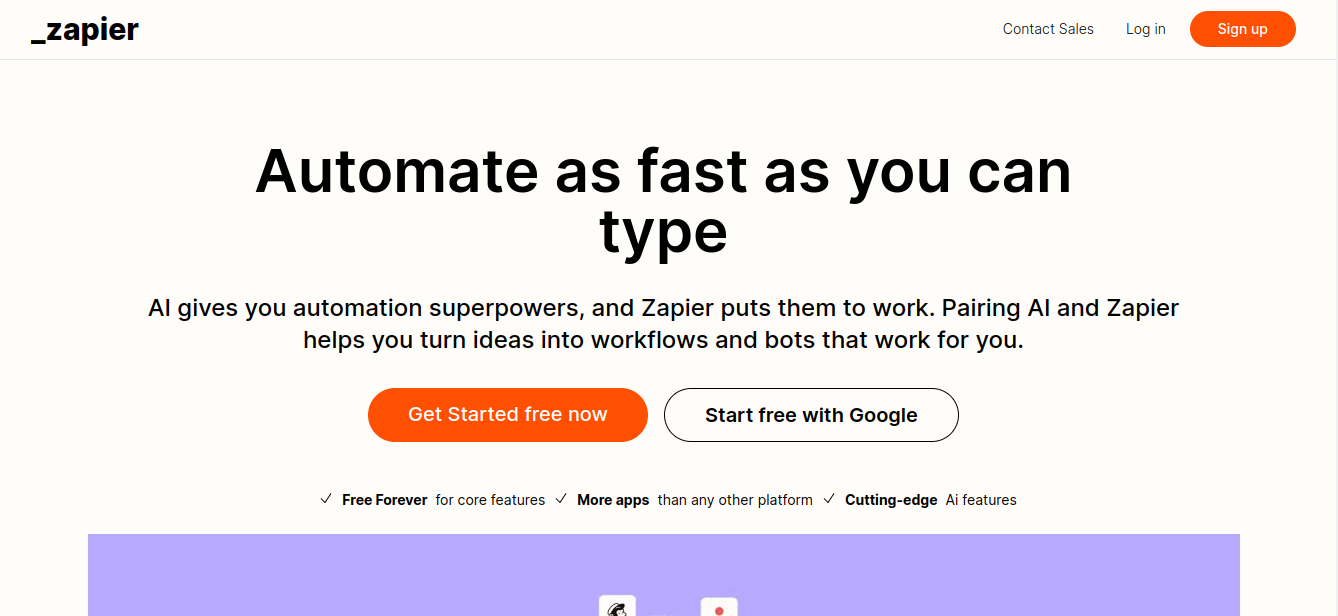 _zapier
Contact Sales
Log in
Sign up
Automate as fast as you can
type
AI gives you automation superpowers, and Zapier puts them to work. Pairing AI and Zapier
helps you turn ideas into workflows and bots that work for you.
Get Started free now
Start free with Google
Free Forever for core features
More apps than any other platform
Cutting-edge Ai features